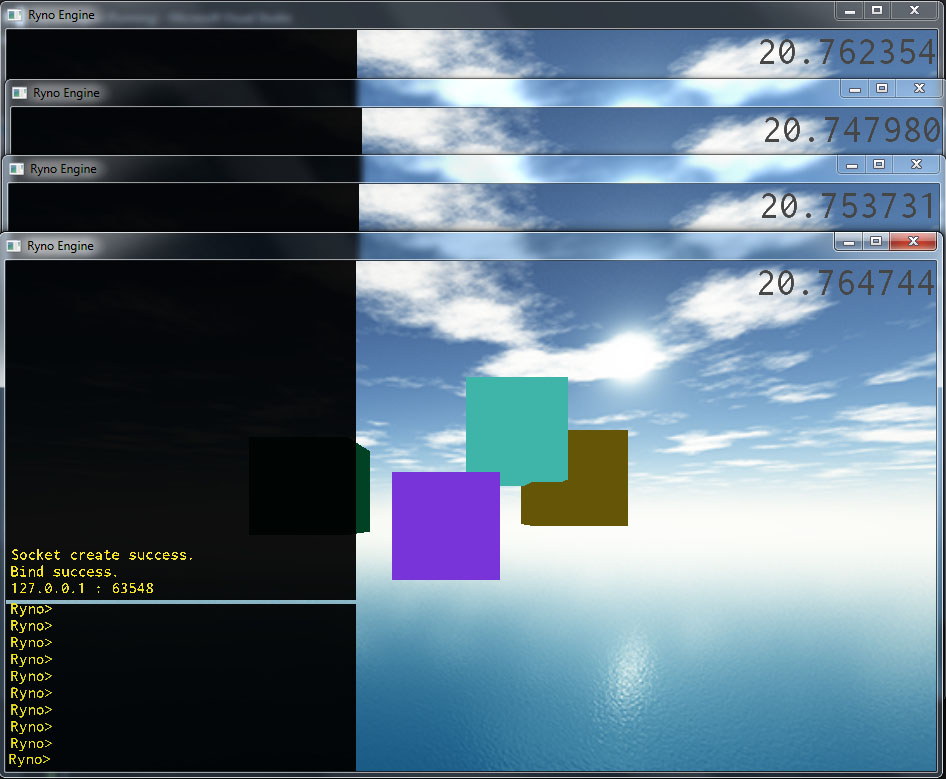 Ryno Engine
20.762354
Ryno Engine
20.747980
Ryno Engine
20.753731
Ryno Engine
20.764744
Socket create success.
Bind success.
127.0.0.1 : 63548
Ryno>
Ryno>
Ryno>
Ryno>
Ryno>
Ryno>
Ryno>
Ryno>
Ryno>
Ryno>